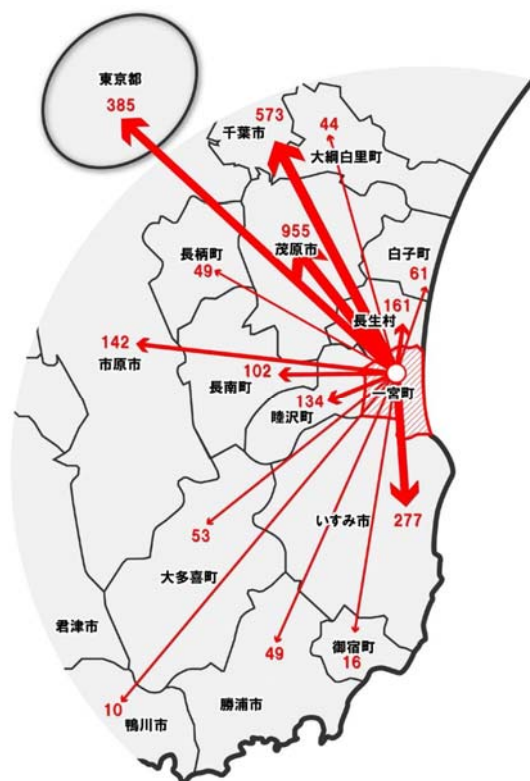 東京都
385
573
千葉市
44
大網白里町
955
茂原市
長柄町
49
白子町
61
161
長生村
142
市原市
102
長南町
一宮町
134
睦沢町
いすみ市
277
53
大多喜町
君津市
49
御宿町
16
10
鴨川市
勝浦市